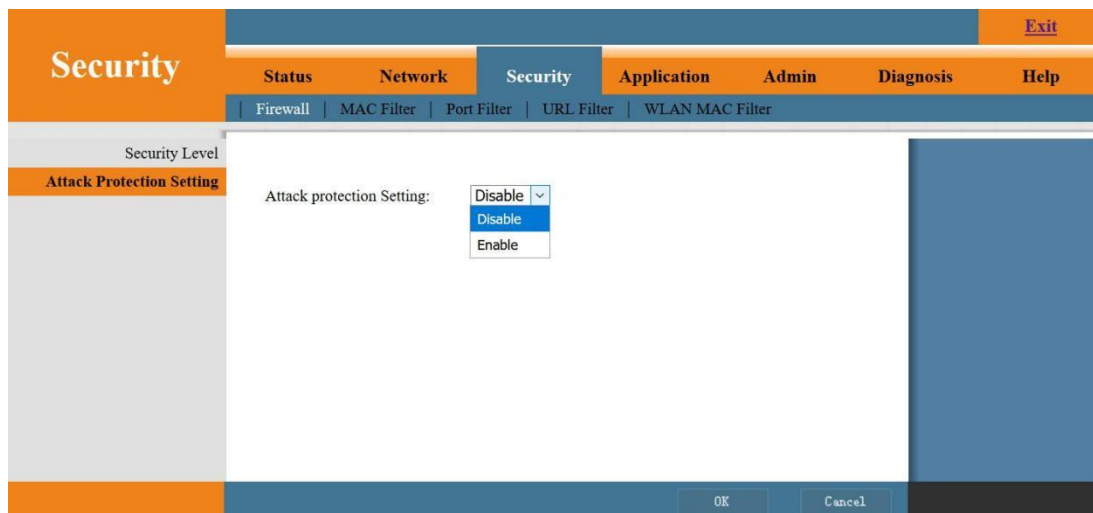 Exit
Security
Status Network Security Application Admin Diagnosis Help
Firewall | MAC Filter | Port Filter | URL Filter | WLAN MAC Filter
Security Level
Attack Protection Setting
Attack protection Setting: Disable
Disable
Enable
OK Cancel